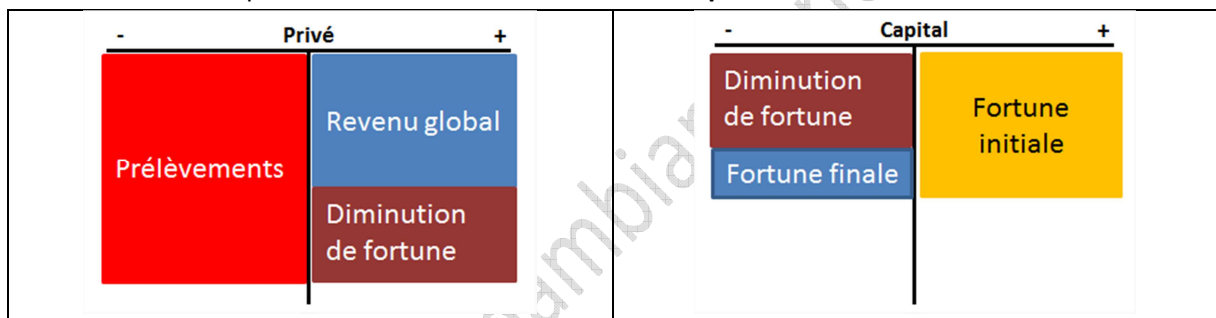 - Privé +
Prélèvements
Revenu global
Diminution
de fortune
- Capital +
Diminution
de fortune
Fortune finale
Fortune
initiale